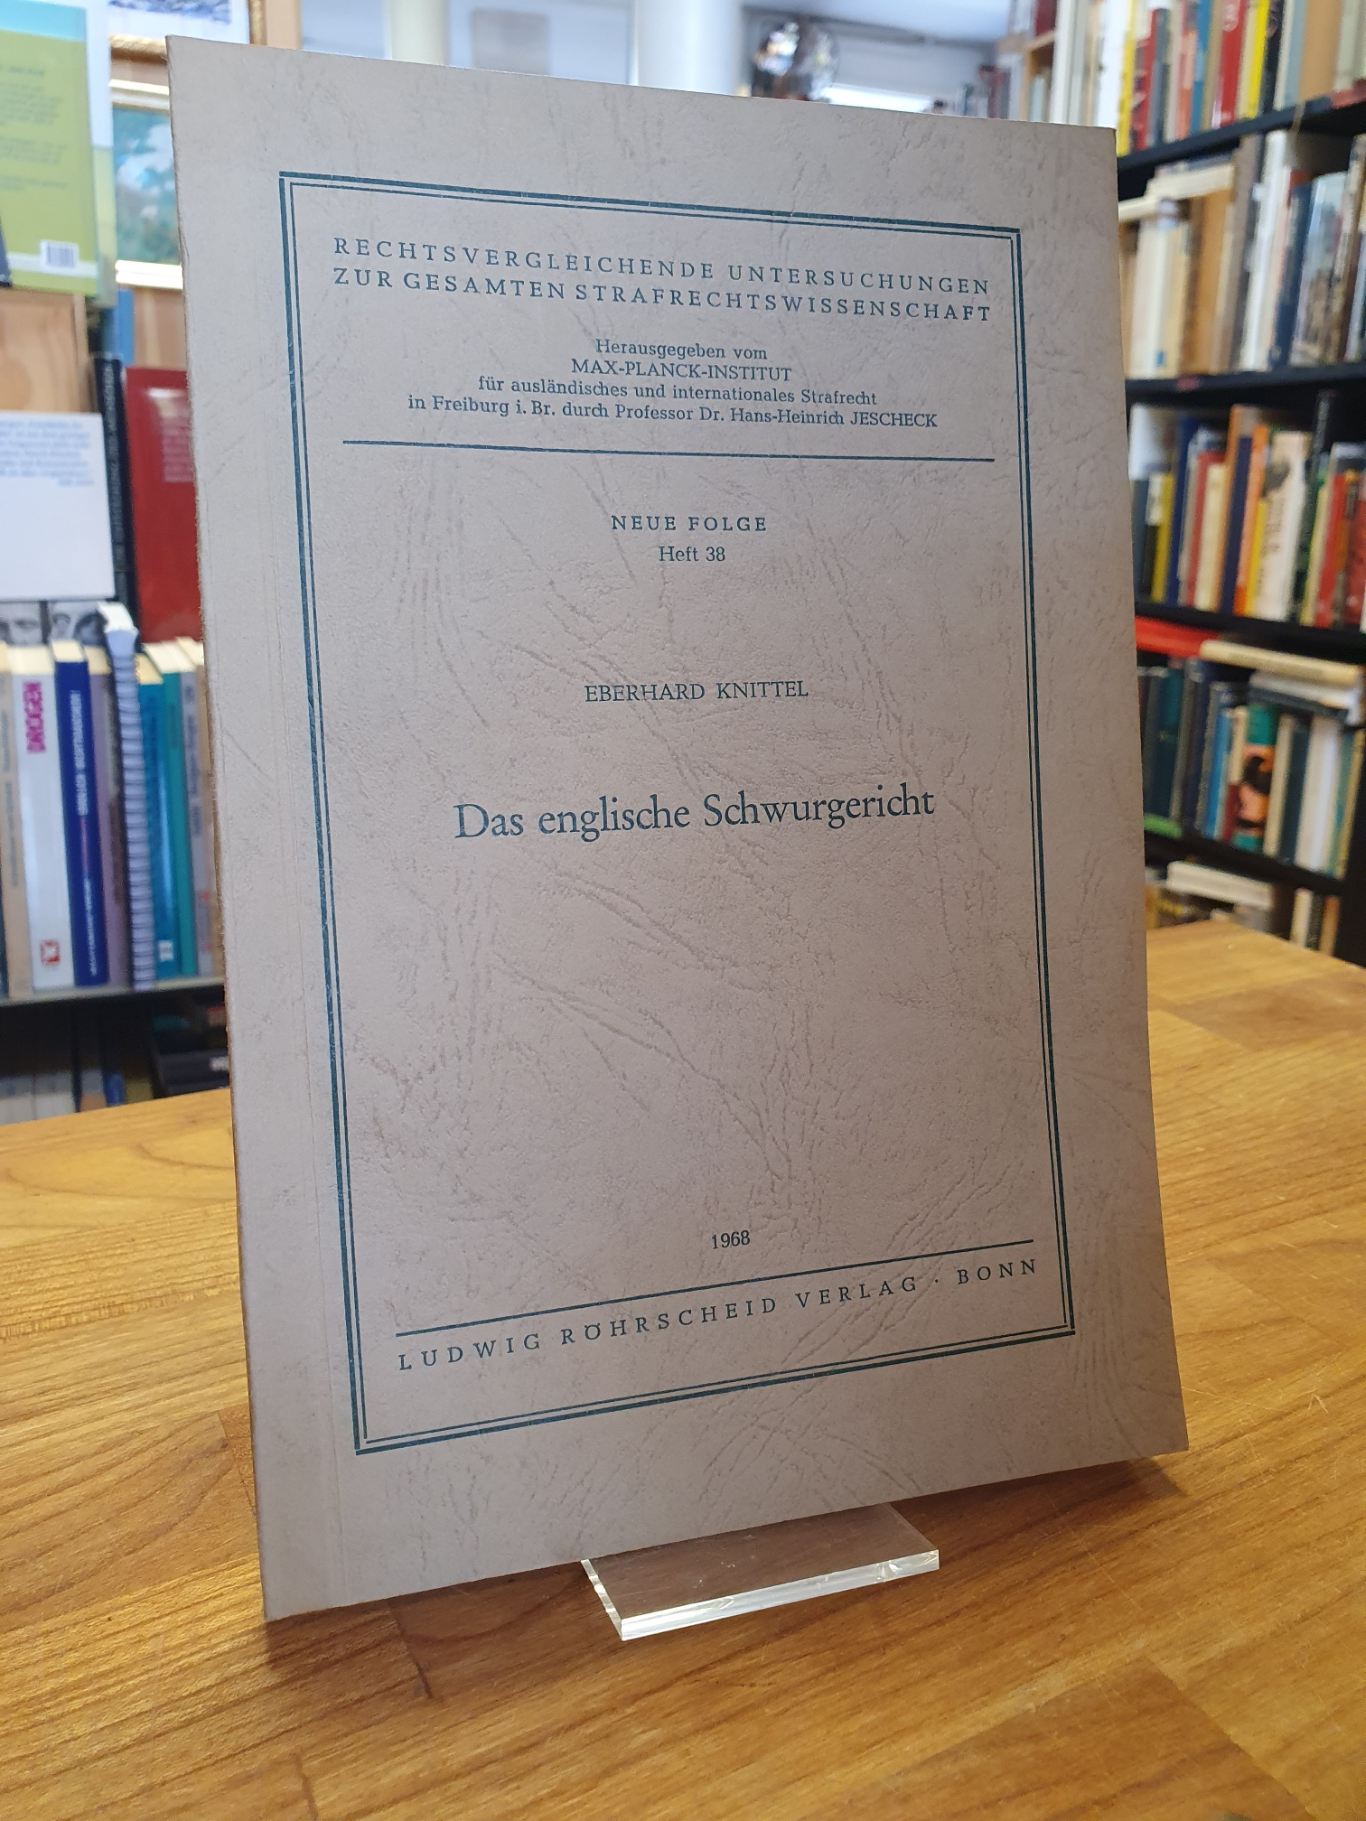 RECHTSVERGLEICHENDE UNTERSUCHUNGEN
ZUR GESAMTEN STRAFRECHTSWISSENSCHAFT
Herausgegeben vom
MAX-PLANCK-INSTITUT
für ausländisches und internationales Strafrecht
in Freiburg i. Br. durch Professor Dr. Hans-Heinrich JESCHECK
NEUE FOLGE
Heft 38
EBERHARD KNITTEL
Das englische Schwurgericht
1968
LUDWIG RÖHRSCHEID VERLAG · BONN
DROGEN